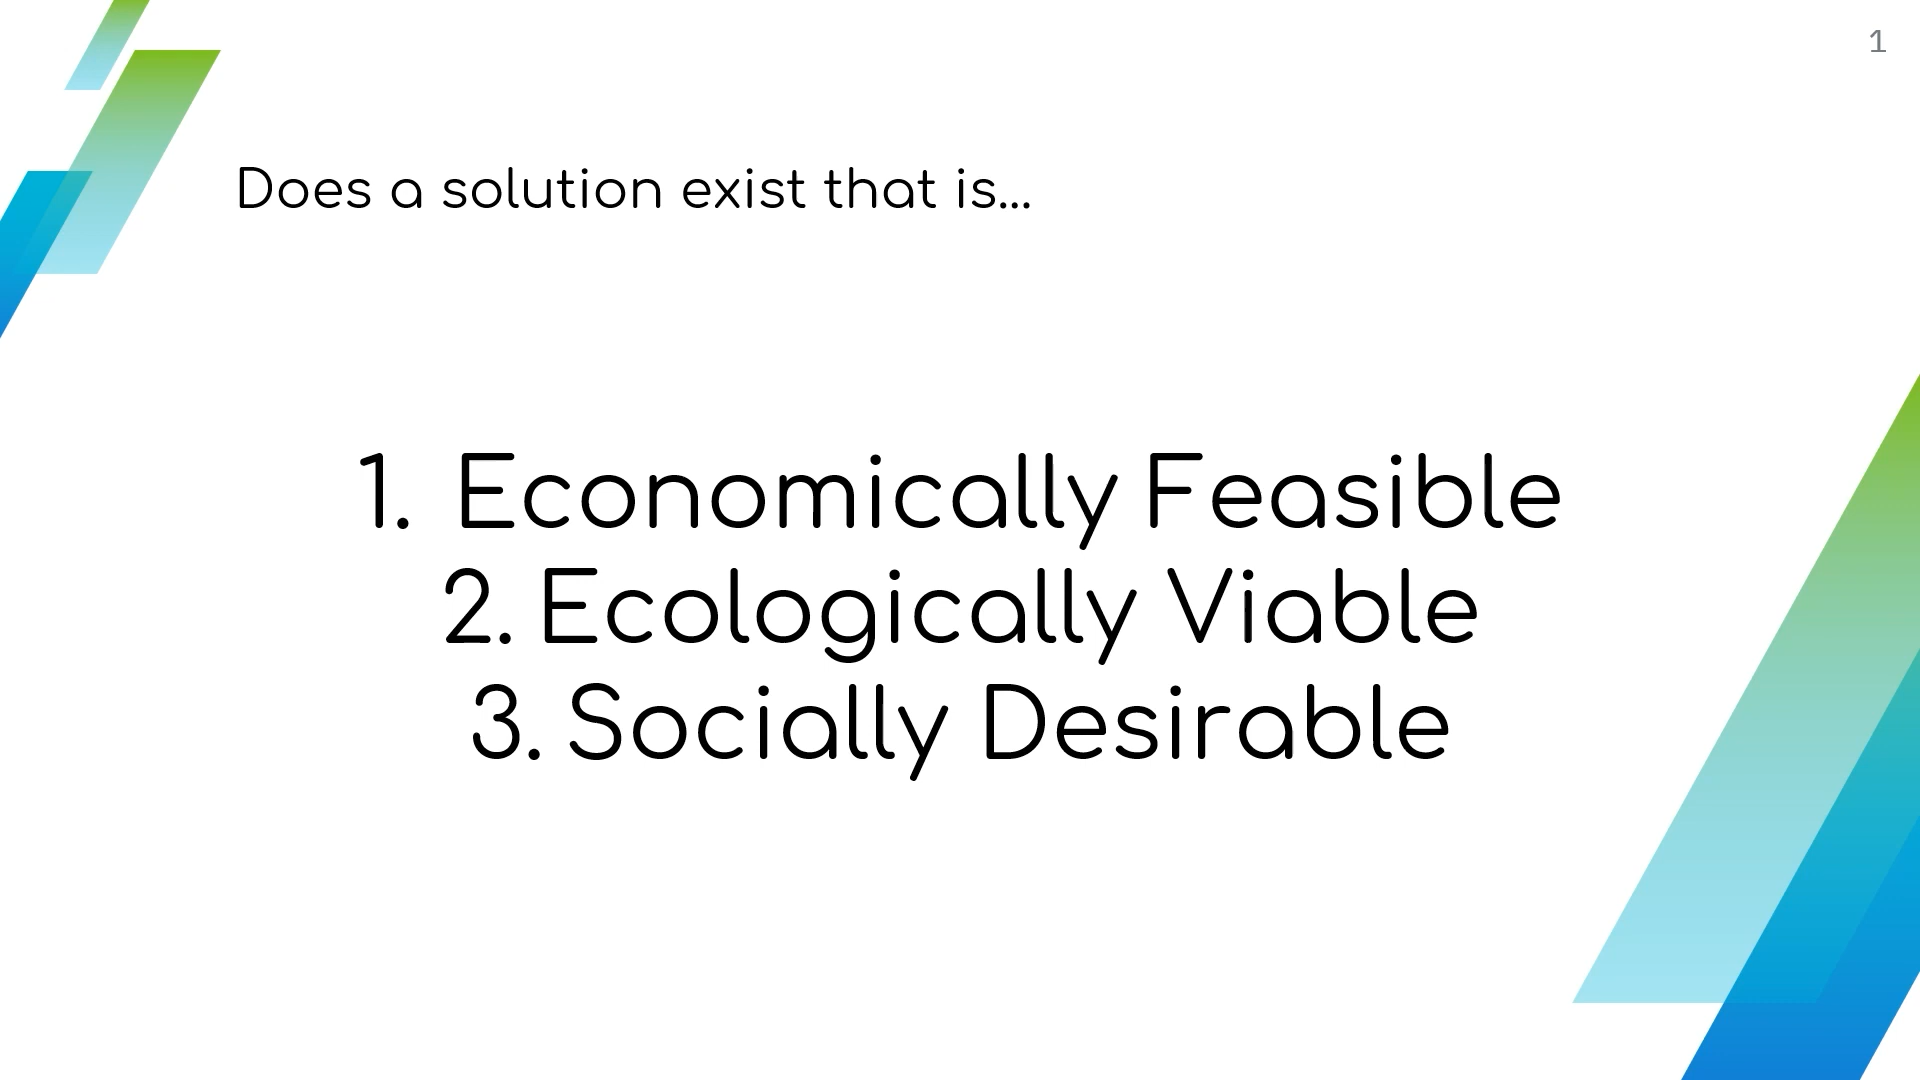 1
Does a solution exist that is...
1. Economically Feasible
2. Ecologically Viable
3. Socially Desirable